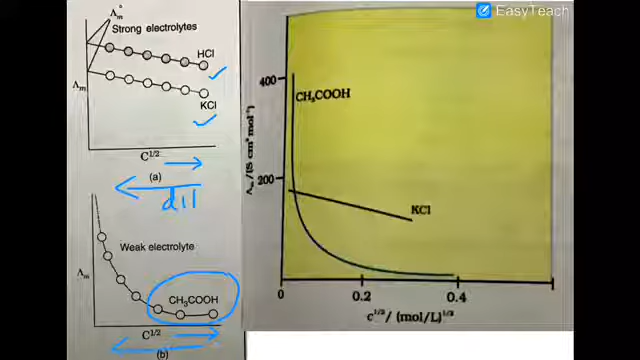 EasyTeach
Λ°m
Strong electrolytes
HCl
KCl
Λm
C1/2
(a)
dil
Weak electrolyte
Λm
CH3COOH
C1/2
(b)
400
CH3COOH
Λm/(S cm² mol⁻¹)
200
KCl
0
0.2
0.4
c1/2/ (mol/L)1/2